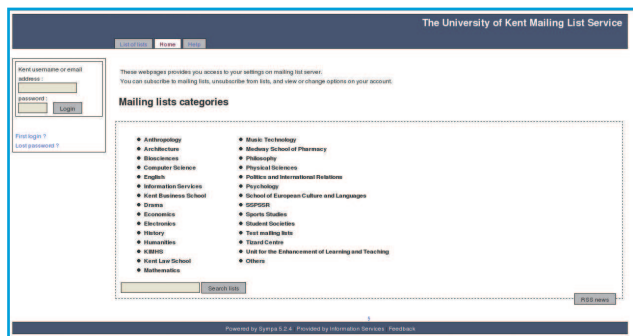 The University of Kent Mailing List Service
List of lists Home Help
Kent username or email address :
password :
Login
First login ?
Lost password ?
These webpages provides you access to your settings on mailing list server.
You can subscribe to mailing lists, unsubscribe from lists, and view or change options on your account.
Mailing lists categories
Anthropology
Architecture
Biosciences
Computer Science
English
Information Services
Kent Business School
Drama
Economics
Electronics
History
Humanities
KIMHS
Kent Law School
Mathematics
Music Technology
Medway School of Pharmacy
Philosophy
Physical Sciences
Politics and International Relations
Psychology
School of European Culture and Languages
SSPSSR
Sports Studies
Student Societies
Test mailing lists
Tizard Centre
Unit for the Enhancement of Learning and Teaching
Others
Search lists
RSS news
Powered by Sympa 5.2.4 Provided by Information Services Feedback